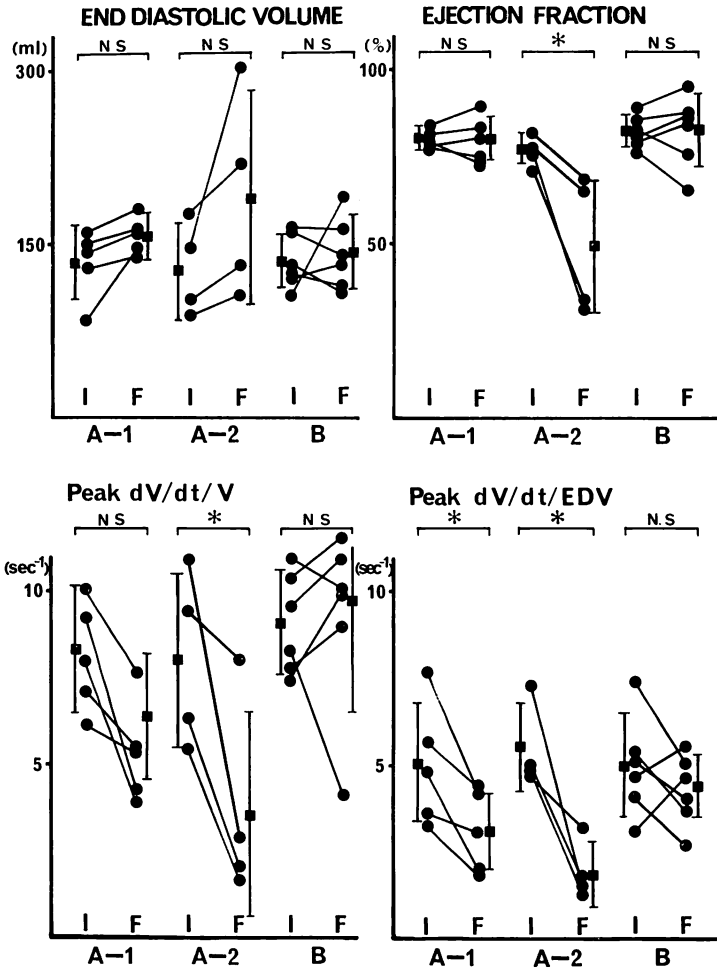 END DIASTOLIC VOLUME
(ml)
NS NS NS
300
150
I F I F I F
A-1 A-2 B
EJECTION FRACTION
(%)
NS * NS
100
50
I F I F I F
A-1 A-2 B
Peak dV/dt/V
NS * NS
(sec⁻¹)
10
5
I F I F I F
A-1 A-2 B
Peak dV/dt/EDV
* * N.S
(sec⁻¹)
10
5
I F I F I F
A-1 A-2 B